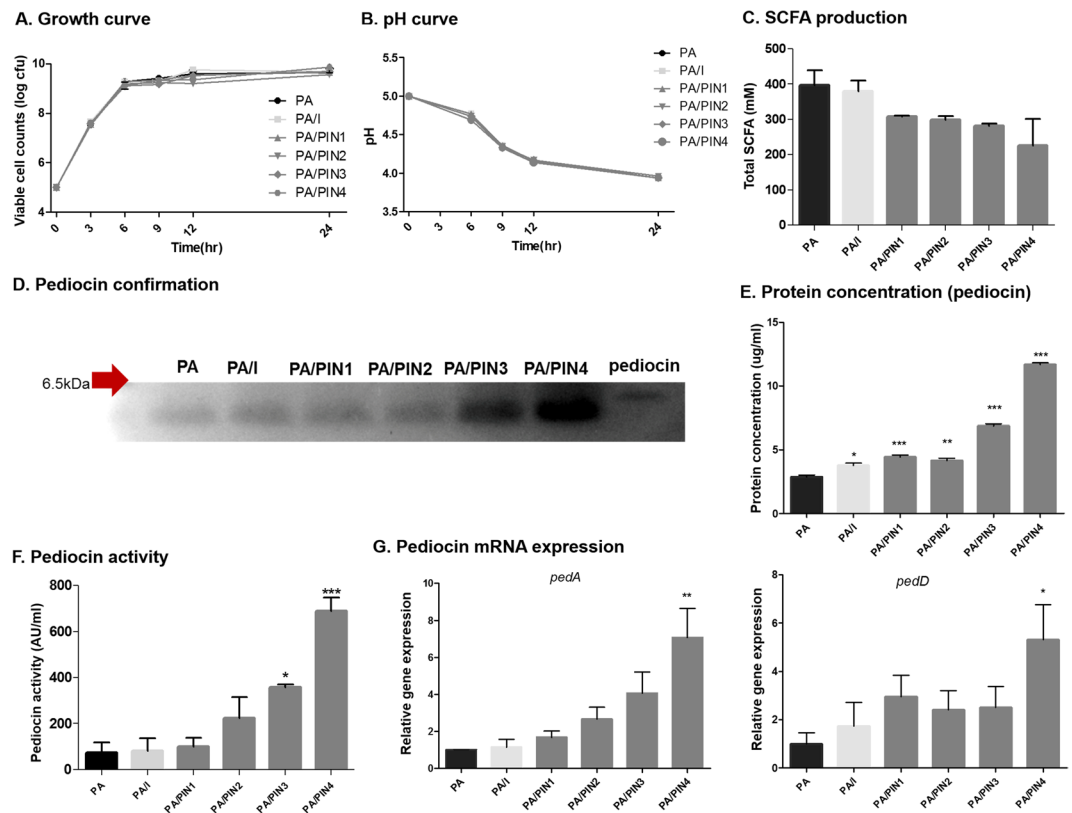 A. Growth curve
Viable cell counts (log cfu)
10
8
6
4
0
3
6
9
12
24
Time(hr)
PA
PA/I
PA/PIN1
PA/PIN2
PA/PIN3
PA/PIN4
B. pH curve
pH
5.5
5.0
4.5
4.0
3.5
0
3
6
9
12
24
Time(hr)
PA
PA/I
PA/PIN1
PA/PIN2
PA/PIN3
PA/PIN4
C. SCFA production
Total SCFA (mM)
500
400
300
200
100
0
PA
PA/I
PA/PIN1
PA/PIN2
PA/PIN3
PA/PIN4
D. Pediocin confirmation
PA PA/I PA/PIN1 PA/PIN2 PA/PIN3 PA/PIN4 pediocin
6.5kDa
E. Protein concentration (pediocin)
Protein concentration (ug/ml)
15
10
5
0
*
***
**
***
***
PA
PA/I
PA/PIN1
PA/PIN2
PA/PIN3
PA/PIN4
F. Pediocin activity
Pediocin activity (AU/ml)
800
600
400
200
0
*
***
PA
PA/I
PA/PIN1
PA/PIN2
PA/PIN3
PA/PIN4
G. Pediocin mRNA expression
pedA
Relative gene expression
10
8
6
4
2
0
**
PA
PA/I
PA/PIN1
PA/PIN2
PA/PIN3
PA/PIN4
pedD
Relative gene expression
8
6
4
2
0
*
PA
PA/I
PA/PIN1
PA/PIN2
PA/PIN3
PA/PIN4